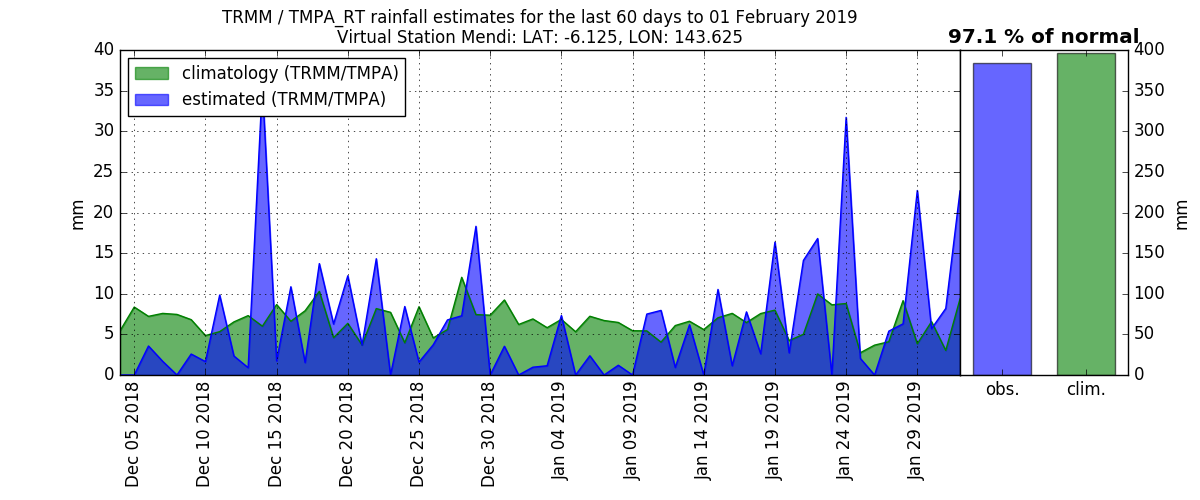 TRMM / TMPA_RT rainfall estimates for the last 60 days to 01 February 2019
Virtual Station Mendi: LAT: -6.125, LON: 143.625
97.1 % of normal
climatology (TRMM/TMPA)
estimated (TRMM/TMPA)
40
35
30
25
20
15
10
5
0
mm
400
350
300
250
200
150
100
50
0
mm
Dec 05 2018
Dec 10 2018
Dec 15 2018
Dec 20 2018
Dec 25 2018
Dec 30 2018
Jan 04 2019
Jan 09 2019
Jan 14 2019
Jan 19 2019
Jan 24 2019
Jan 29 2019
obs.
clim.